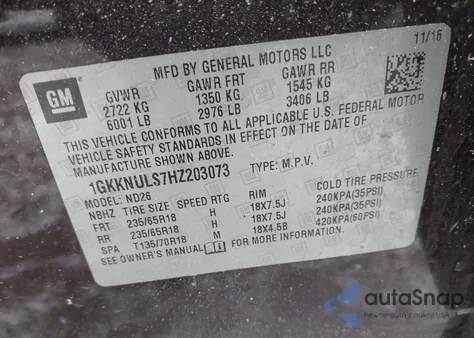 GM
MFD BY GENERAL MOTORS LLC
11/16
GVWR GAWR FRT GAWR RR
2722 KG 1350 KG 1545 KG
6001 LB 2976 LB 3406 LB
THIS VEHICLE CONFORMS TO ALL APPLICABLE U.S. FEDERAL MOTOR
VEHICLE SAFETY STANDARDS IN EFFECT ON THE DATE OF
MANUFACTURE SHOWN ABOVE.
1GKKNULS7HZ203073 TYPE: M.P.V.
ND26
NBHZ TIRE SIZE SPEED RTG RIM COLD TIRE PRESSURE
FRT 235/65R18 H 18X7.5J 240KPA(35PSI)
RR 235/65R18 H 18X7.5J 240KPA(35PSI)
SPA T135/70R18 M 18X4.5B 420KPA(60PSI)
SEE OWNER'S MANUAL
autoSnap
Pewne auta z aukcji USA